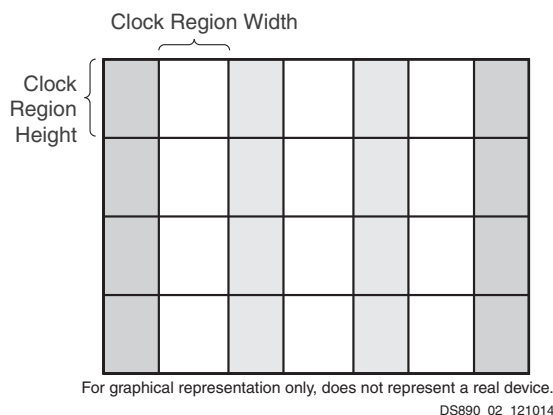 Clock Region Width
Clock
Region
Height
For graphical representation only, does not represent a real device.
DS890_02_121014